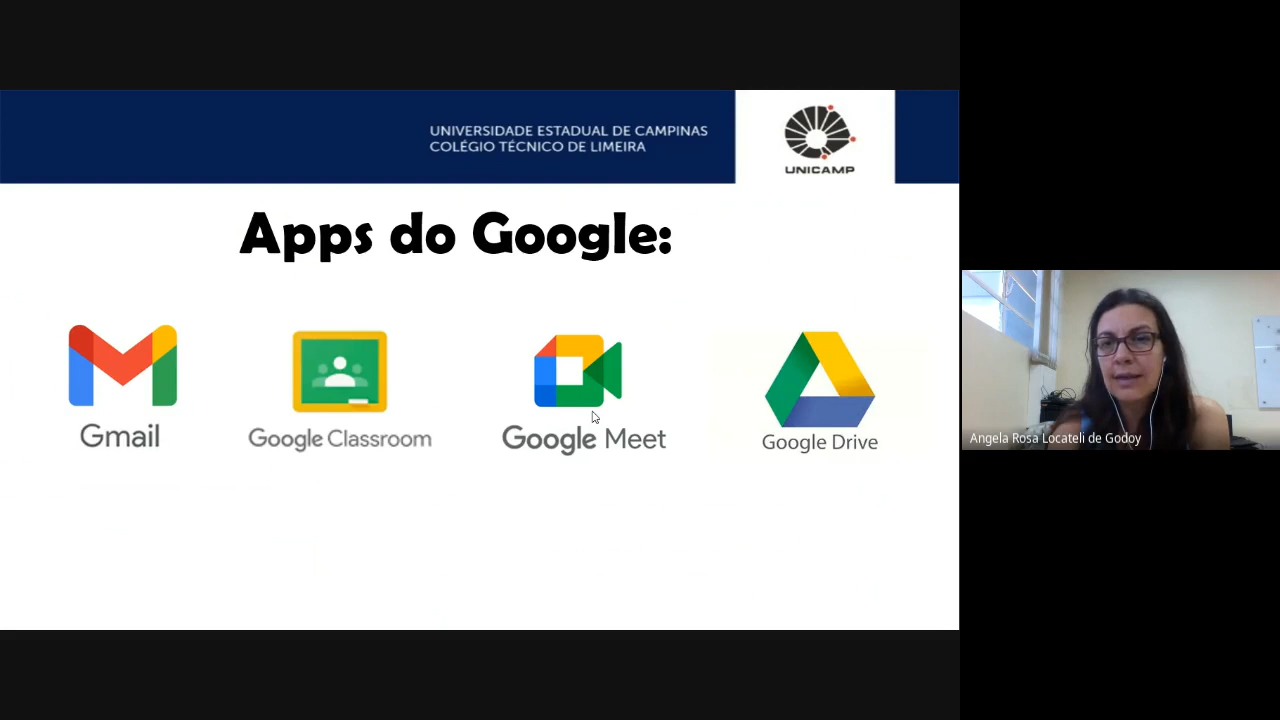 UNIVERSIDADE ESTADUAL DE CAMPINAS
COLÉGIO TÉCNICO DE LIMEIRA
UNICAMP
Apps do Google:
Gmail
Google Classroom
Google Meet
Google Drive
Angela Rosa Locateli de Godoy